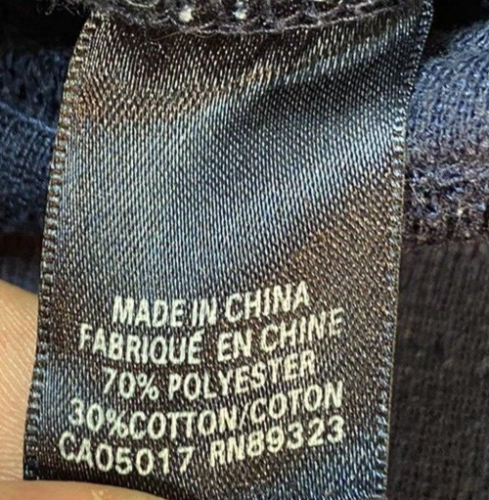 MADE IN CHINA
FABRIQUÉ EN CHINE
70% POLYESTER
30%COTTON/COTON
CA05017 RN89323